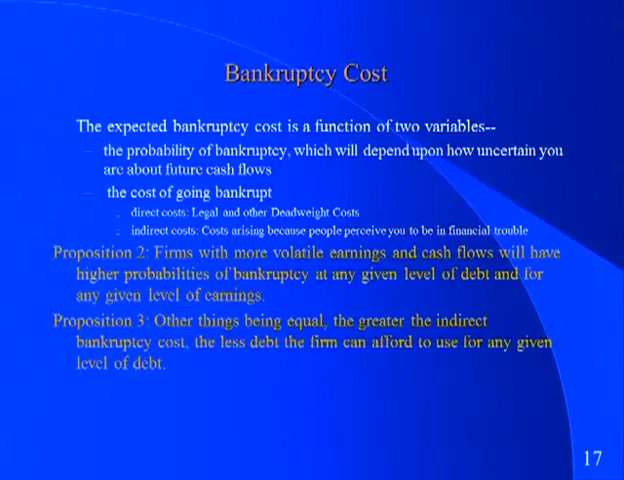 Bankruptcy Cost
The expected bankruptcy cost is a function of two variables--
– the probability of bankruptcy, which will depend upon how uncertain you
are about future cash flows
– the cost of going bankrupt
direct costs: Legal and other Deadweight Costs
indirect costs: Costs arising because people perceive you to be in financial trouble
Proposition 2: Firms with more volatile earnings and cash flows will have
higher probabilities of bankruptcy at any given level of debt and for
any given level of earnings.
Proposition 3: Other things being equal, the greater the indirect
bankruptcy cost, the less debt the firm can afford to use for any given
level of debt.
17